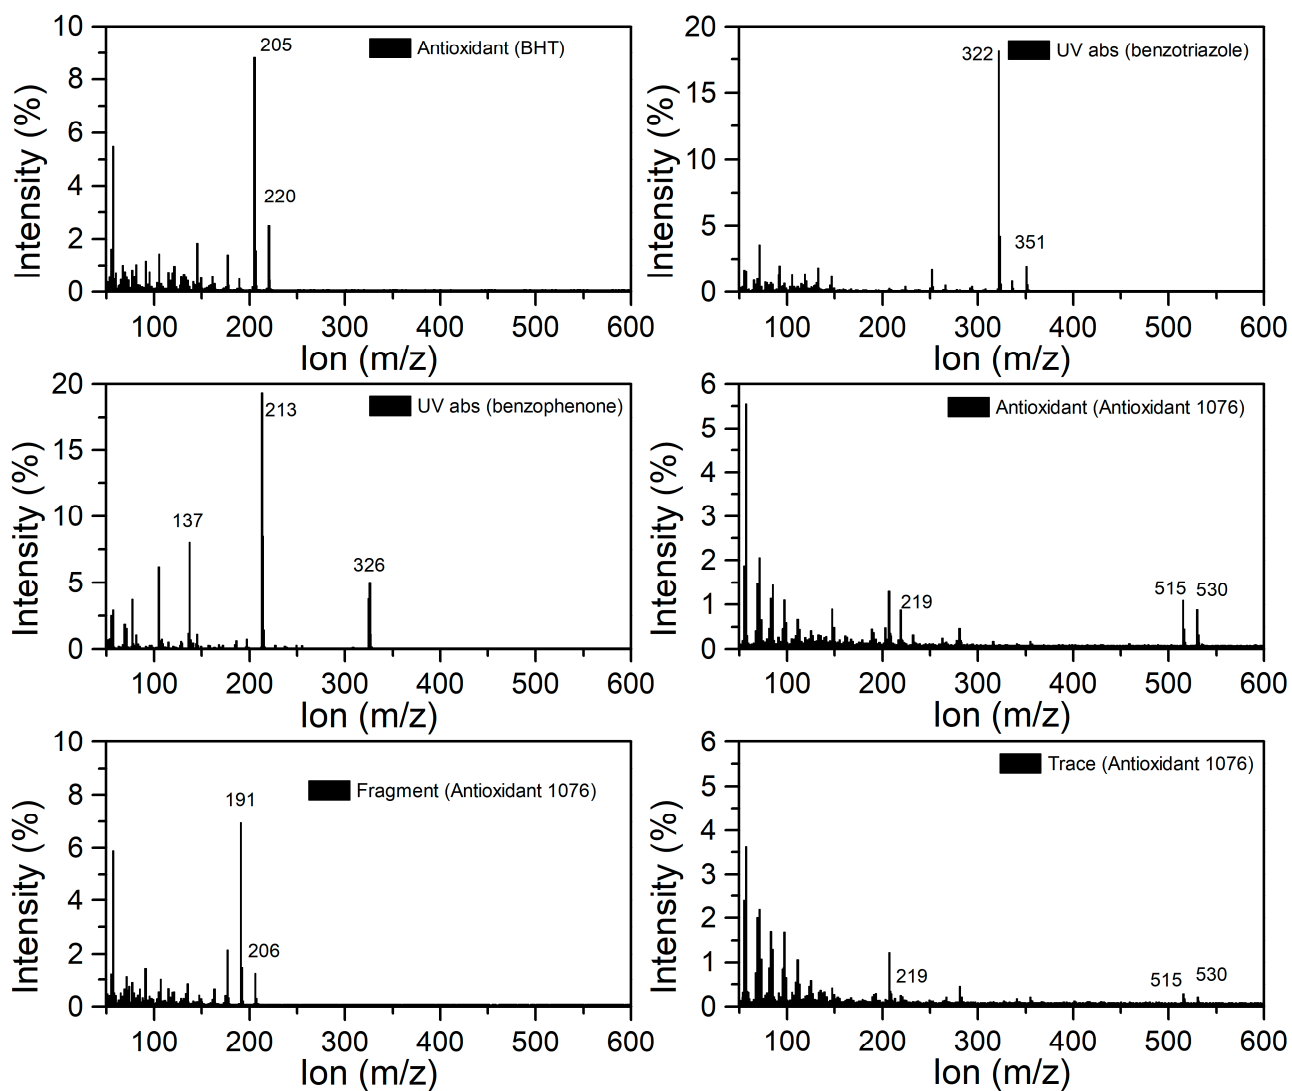 10
8
6
4
2
0
Intensity (%)
205
220
Antioxidant (BHT)
100 200 300 400 500 600
Ion (m/z)
20
15
10
5
0
Intensity (%)
322
351
UV abs (benzotriazole)
100 200 300 400 500 600
Ion (m/z)
20
15
10
5
0
Intensity (%)
137
213
326
UV abs (benzophenone)
100 200 300 400 500 600
Ion (m/z)
6
5
4
3
2
1
0
Intensity (%)
219
515 530
Antioxidant (Antioxidant 1076)
100 200 300 400 500 600
Ion (m/z)
10
8
6
4
2
0
Intensity (%)
191
206
Fragment (Antioxidant 1076)
100 200 300 400 500 600
Ion (m/z)
6
5
4
3
2
1
0
Intensity (%)
219
515 530
Trace (Antioxidant 1076)
100 200 300 400 500 600
Ion (m/z)